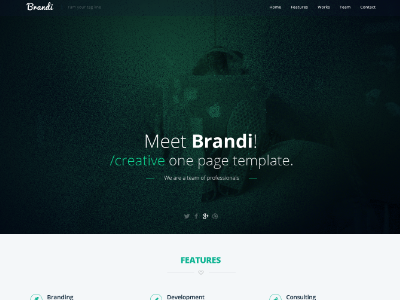 Brandi
Home Features Works Team Contact
Meet Brandi!
/creative one page template.
We are a team of professionals
FEATURES
Branding Development Consulting